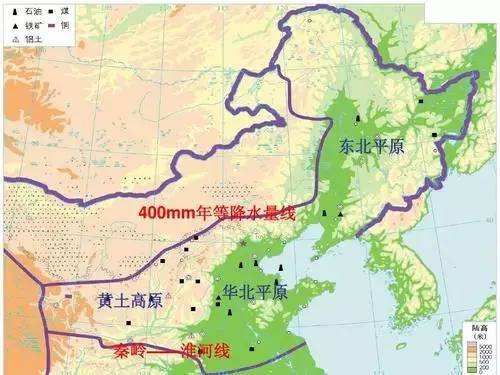 石油 煤
铁矿 铜
铝土
东北平原
400mm年等降水量线
40
黄土高原
华北平原
秦岭——淮河线
陆高
(米)
5000
2000
1000
500
200
0